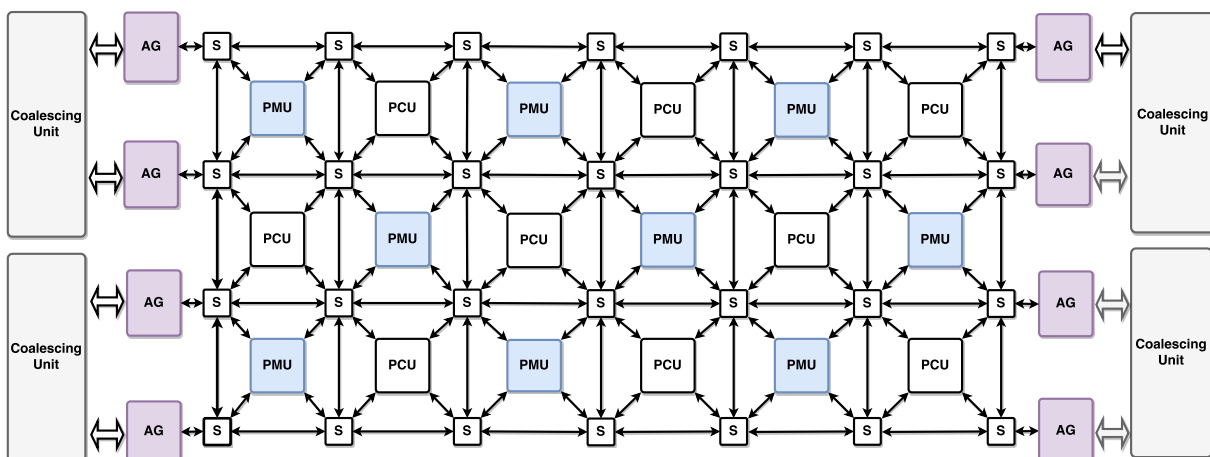 AG S S S S S S S AG
PMU PCU PMU PCU PMU PCU
Coalescing
Unit
Coalescing
Unit
AG S S S S S S S AG
PCU PMU PCU PMU PCU PMU
AG S S S S S S S AG
Coalescing
Unit
Coalescing
Unit
PMU PCU PMU PCU PMU PCU
AG S S S S S S S AG